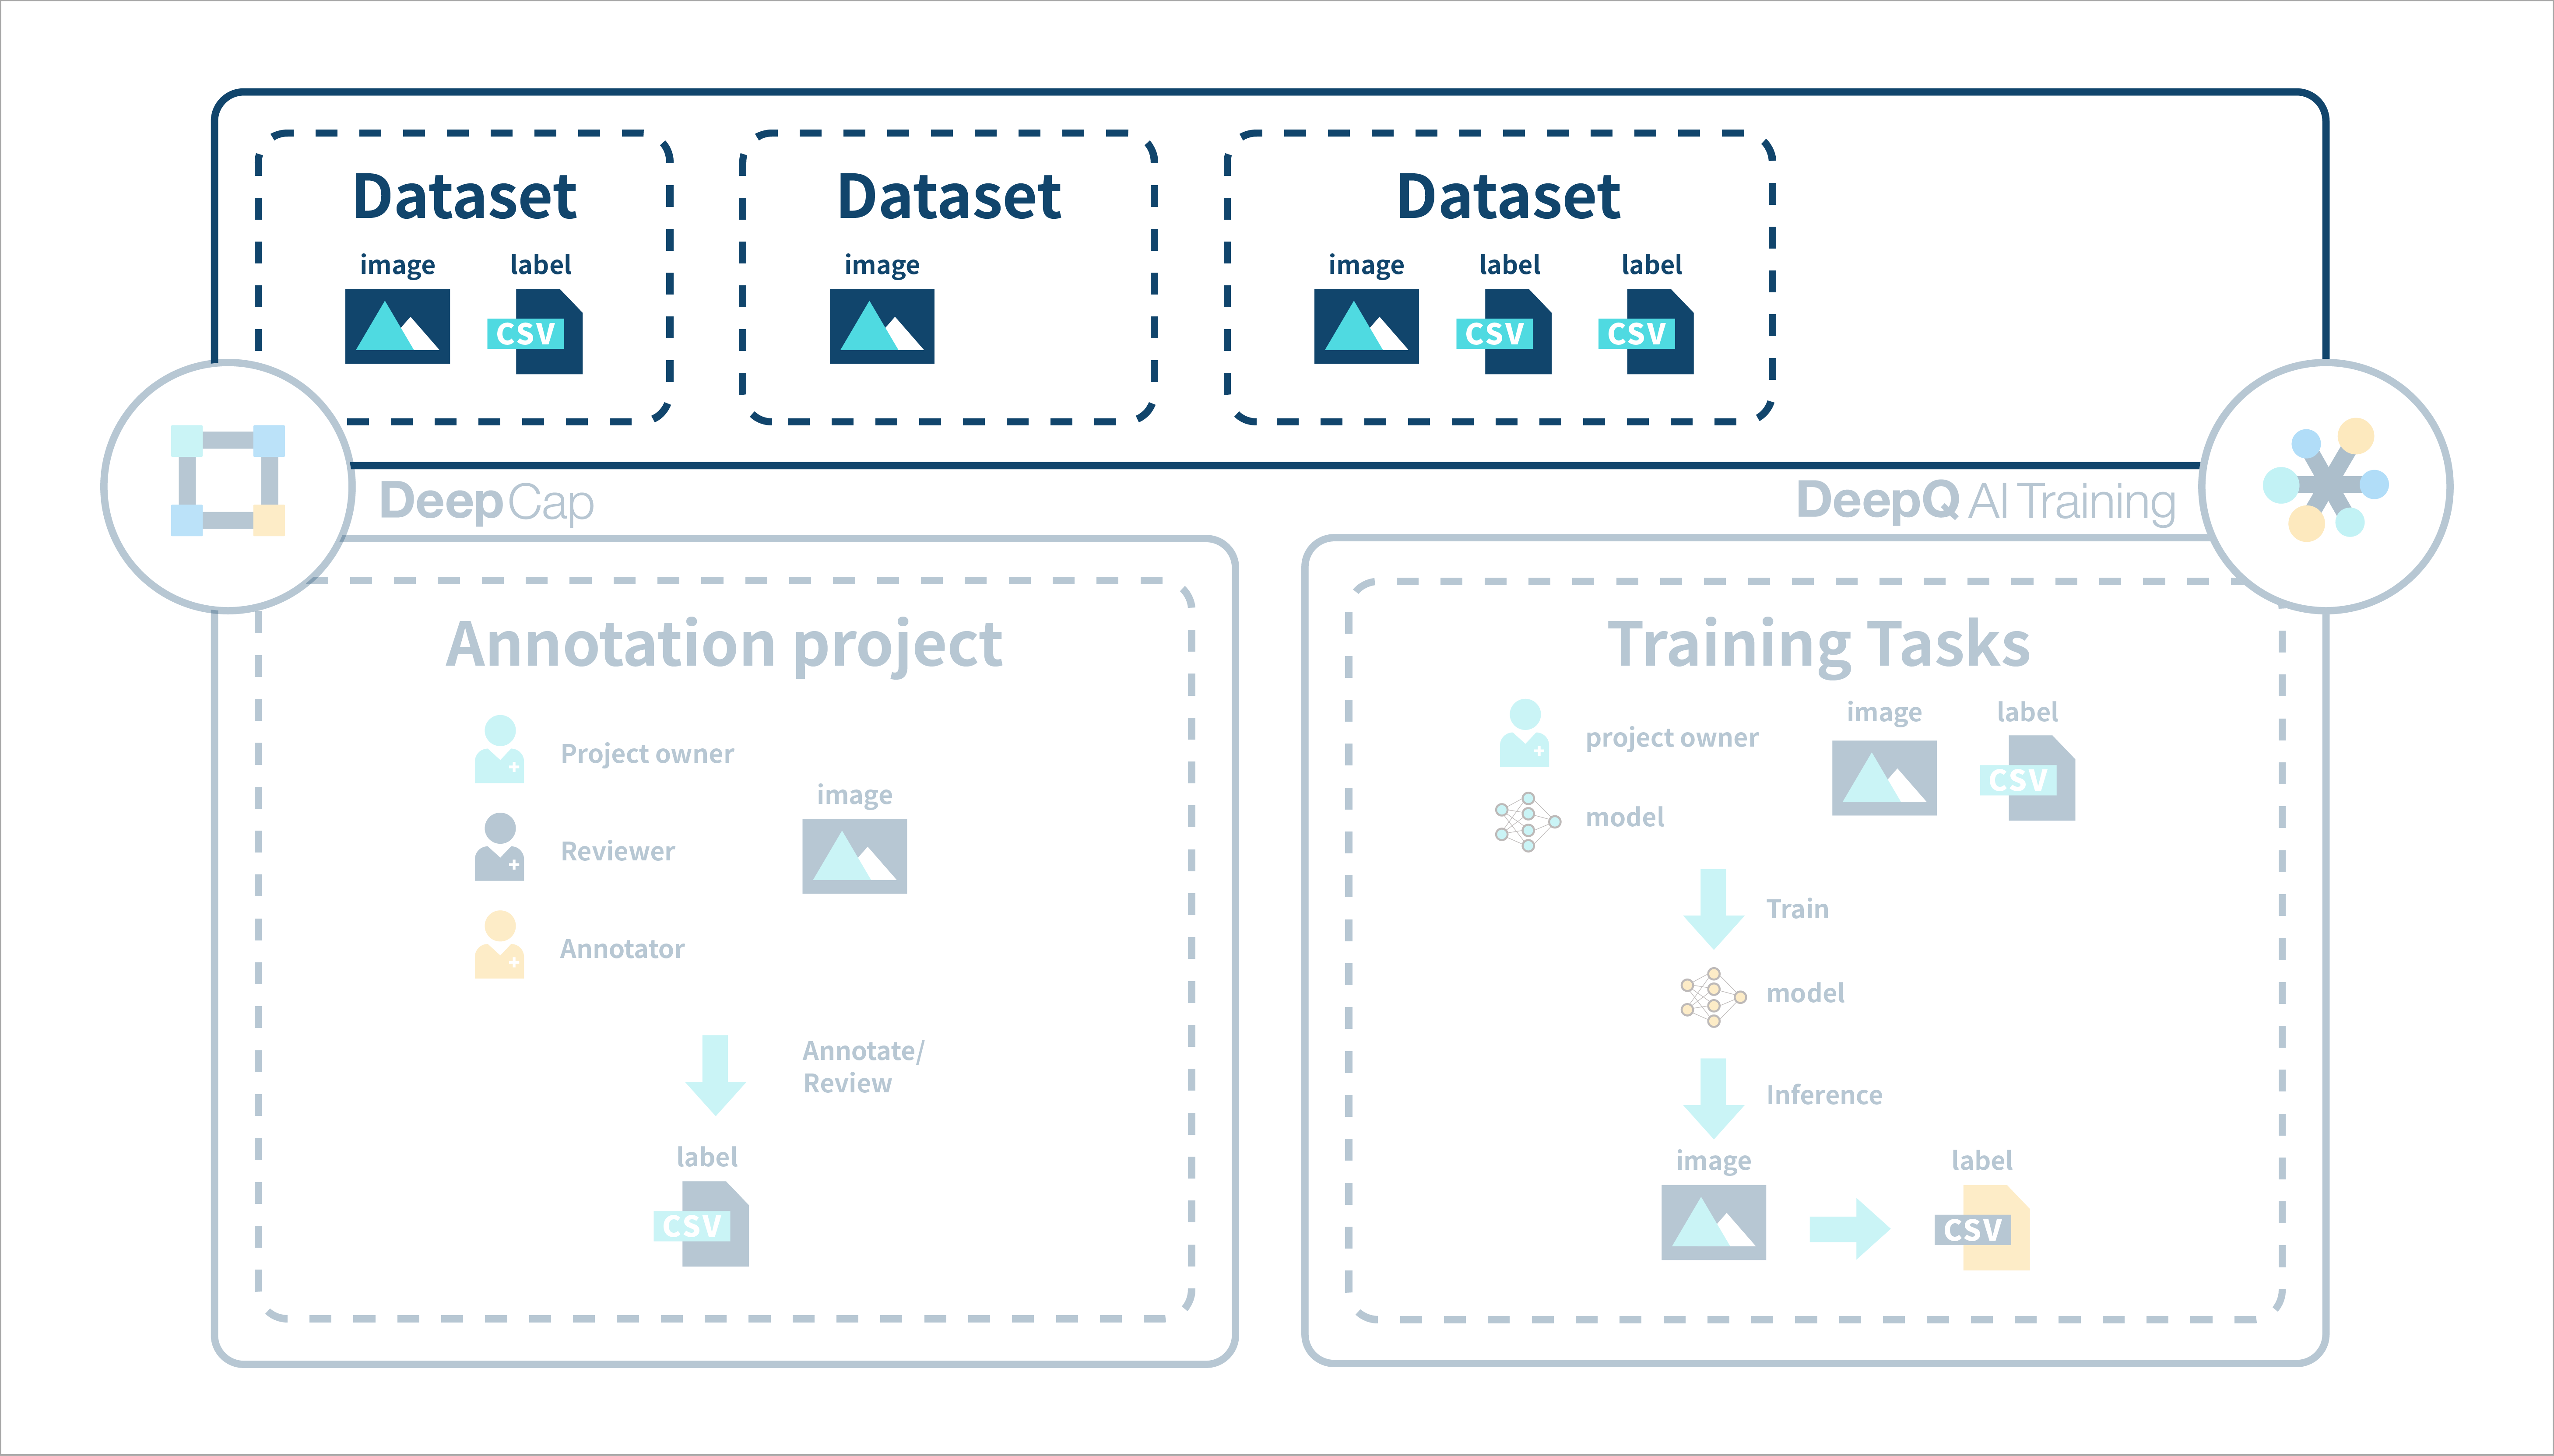 Dataset
image label
CSV
Dataset
image
Dataset
image label label
CSV CSV
DeepCap
DeepQ AI Training
Annotation project
Project owner
Reviewer
Annotator
image
Annotate/
Review
label
CSV
Training Tasks
project owner
model
image label
CSV
Train
model
Inference
image label
CSV